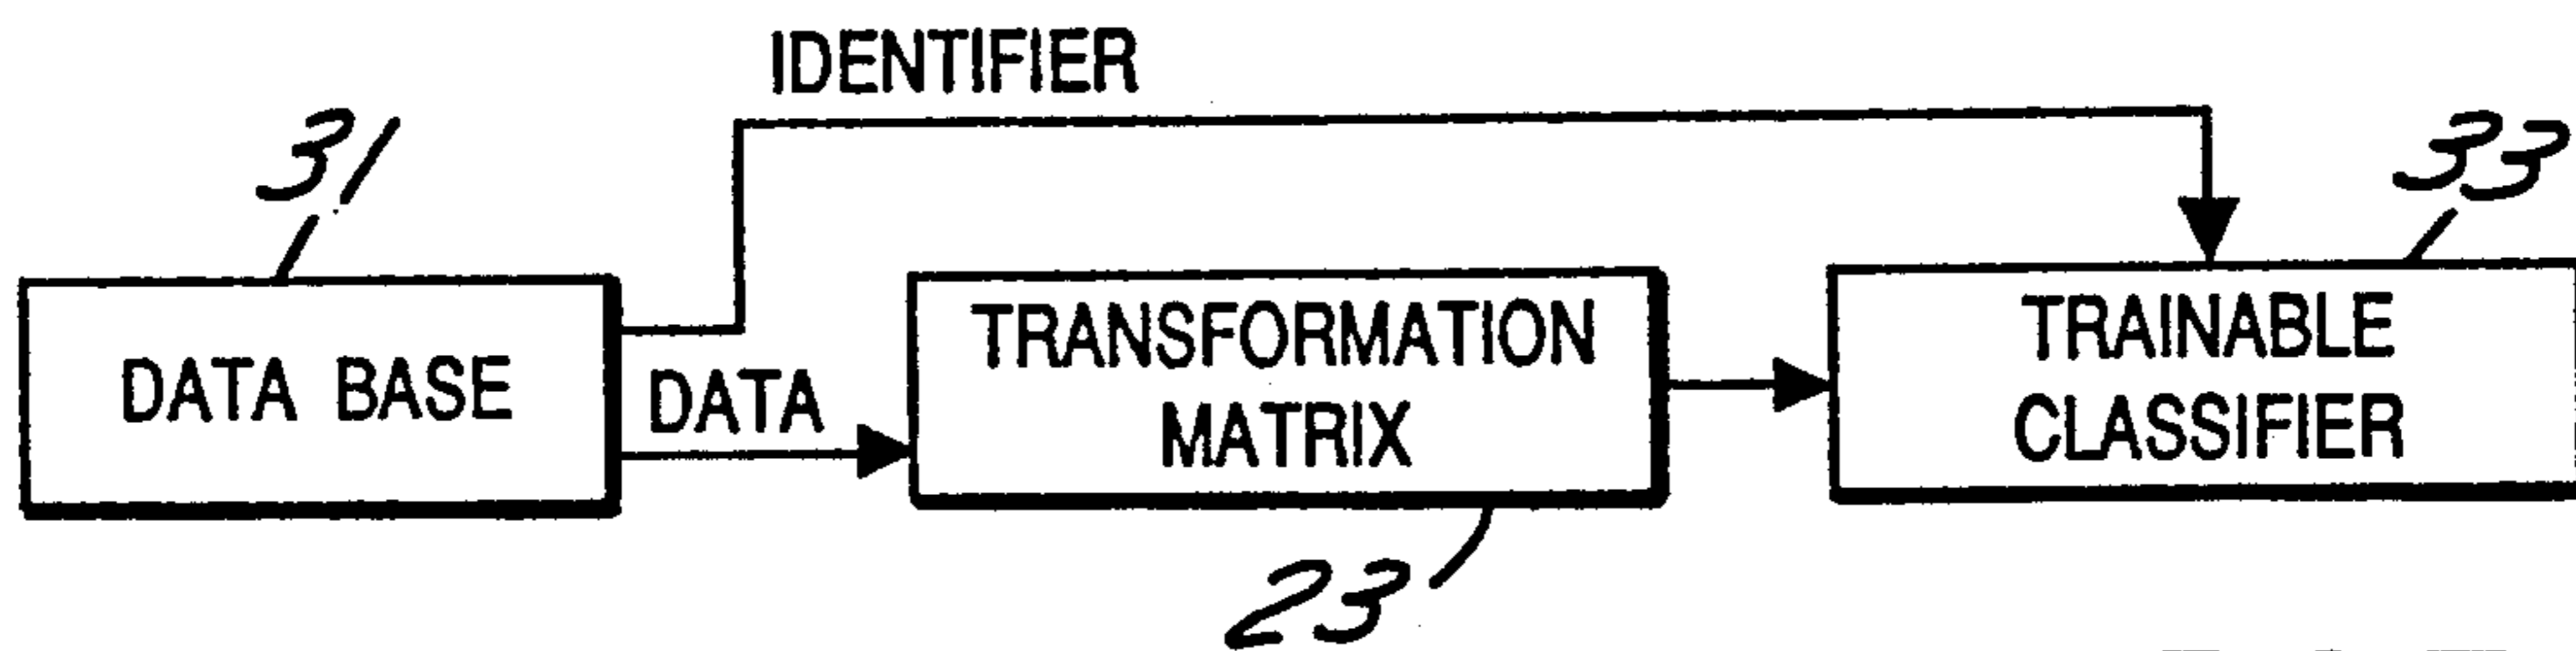 IDENTIFIER
31
33
DATA BASE
DATA
TRANSFORMATION
MATRIX
TRAINABLE
CLASSIFIER
23